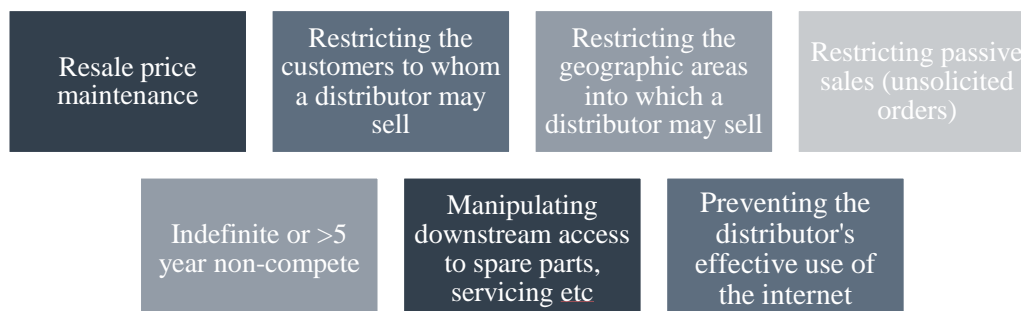 Resale price
maintenance
Restricting the
customers to whom
a distributor may
sell
Restricting the
geographic areas
into which a
distributor may sell
Restricting passive
sales (unsolicited
orders)
Indefinite or >5
year non-compete
Manipulating
downstream access
to spare parts,
servicing etc
Preventing the
distributor's
effective use of
the internet